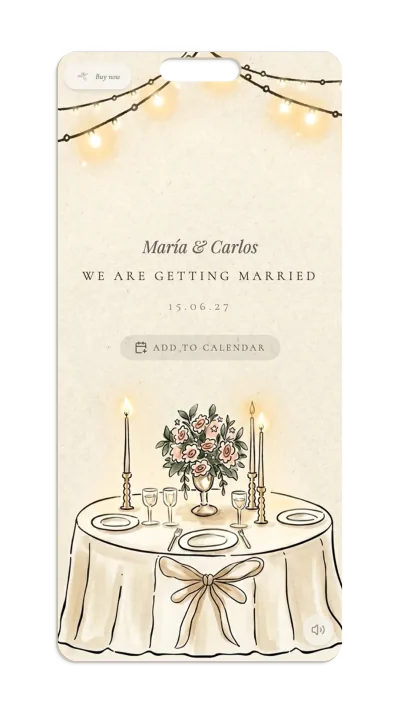 Buy now
María & Carlos
WE ARE GETTING MARRIED
15.06.27
ADD TO CALENDAR